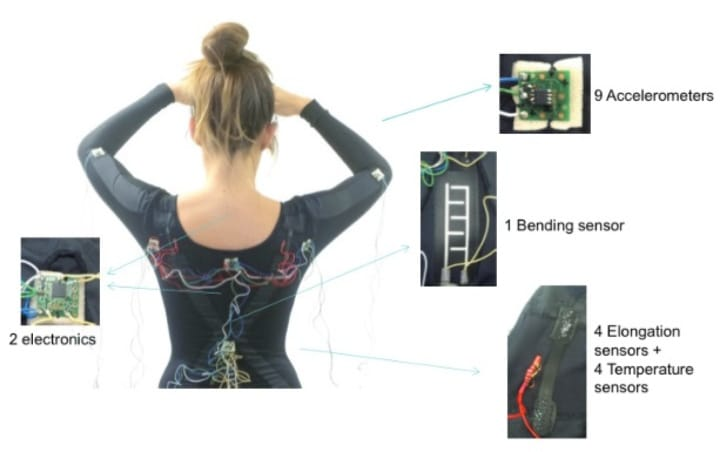 9 Accelerometers
1 Bending sensor
2 electronics
4 Elongation
sensors +
4 Temperature
sensors